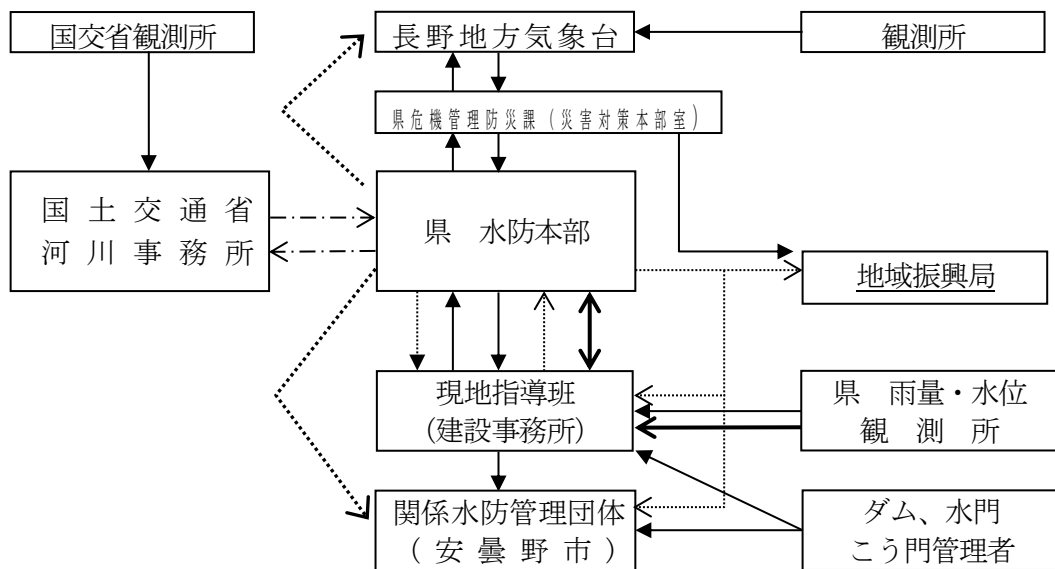 国交省観測所
長野地方気象台
観測所
県危機管理防災課(災害対策本部室)
国土交通省
河川事務所
県 水防本部
地域振興局
現地指導班
(建設事務所)
県 雨量・水位
観測所
関係水防管理団体
(安曇野市)
ダム、水門
こう門管理者